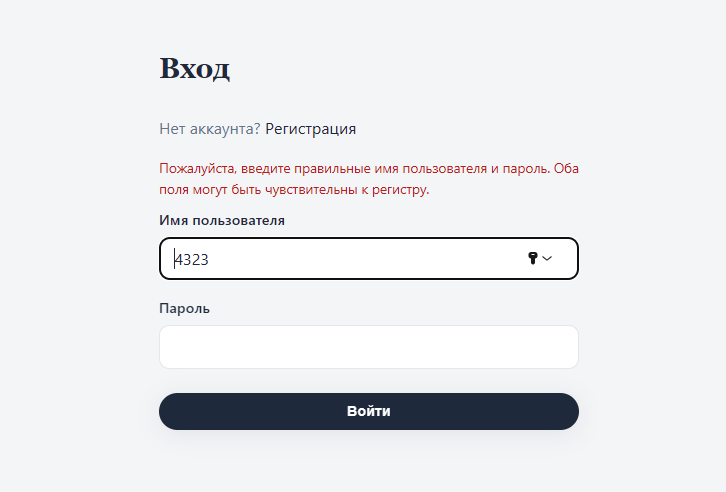 Вход
Нет аккаунта? Регистрация
Пожалуйста, введите правильные имя пользователя и пароль. Оба
поля могут быть чувствительны к регистру.
Имя пользователя
4323
Пароль
Войти